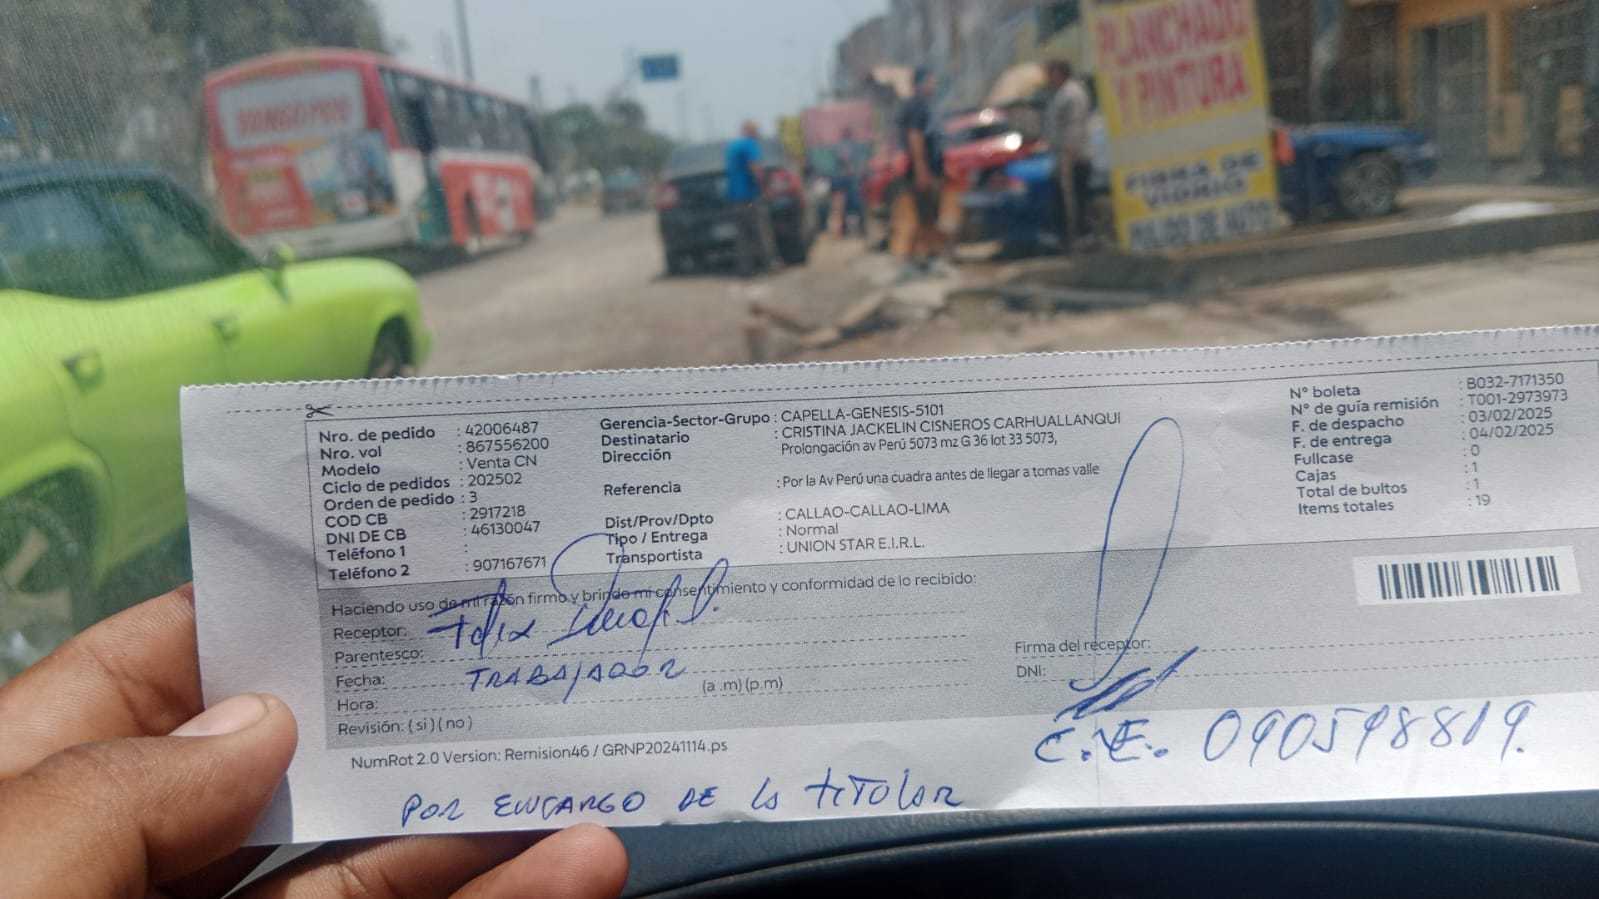 PLANCHADO
Y PINTURA
FIBRA DE
VIDRIO
PULIDO DE AUTO
Nro. de pedido : 42006487
Nro. vol : 867556200
Modelo : Venta CN
Ciclo de pedidos : 202502
Orden de pedido : 3
COD CB : 2917218
DNI DE CB : 46130047
Teléfono 1 :
Teléfono 2 : 907167671
Gerencia-Sector-Grupo : CAPELLA-GENESIS-5101
Destinatario : CRISTINA JACKELIN CISNEROS CARHUALLANQUI
Dirección : Prolongación av Perú 5073 mz G 36 lot 33 5073,
Referencia : Por la Av Perú una cuadra antes de llegar a tomas valle
Dist/Prov/Dpto : CALLAO-CALLAO-LIMA
Tipo / Entrega : Normal
Transportista : UNION STAR E.I.R.L.
N° boleta : B032-7171350
N° de guía remisión : T001-2973973
F. de despacho : 03/02/2025
F. de entrega : 04/02/2025
Fullcase : 0
Cajas : 1
Total de bultos : 1
Items totales : 19
Haciendo uso de mi razón firmo y brindo mi consentimiento y conformidad de lo recibido:
Receptor: Felix
Parentesco:
Fecha: TRABAJADOR
Hora: (a .m) (p.m)
Revisión: ( si ) ( no )
Firma del receptor:
DNI:
C.E. 090598819.
NumRot 2.0 Version: Remision46 / GRNP20241114.ps
POR ENCARGO DE LA TITULAR